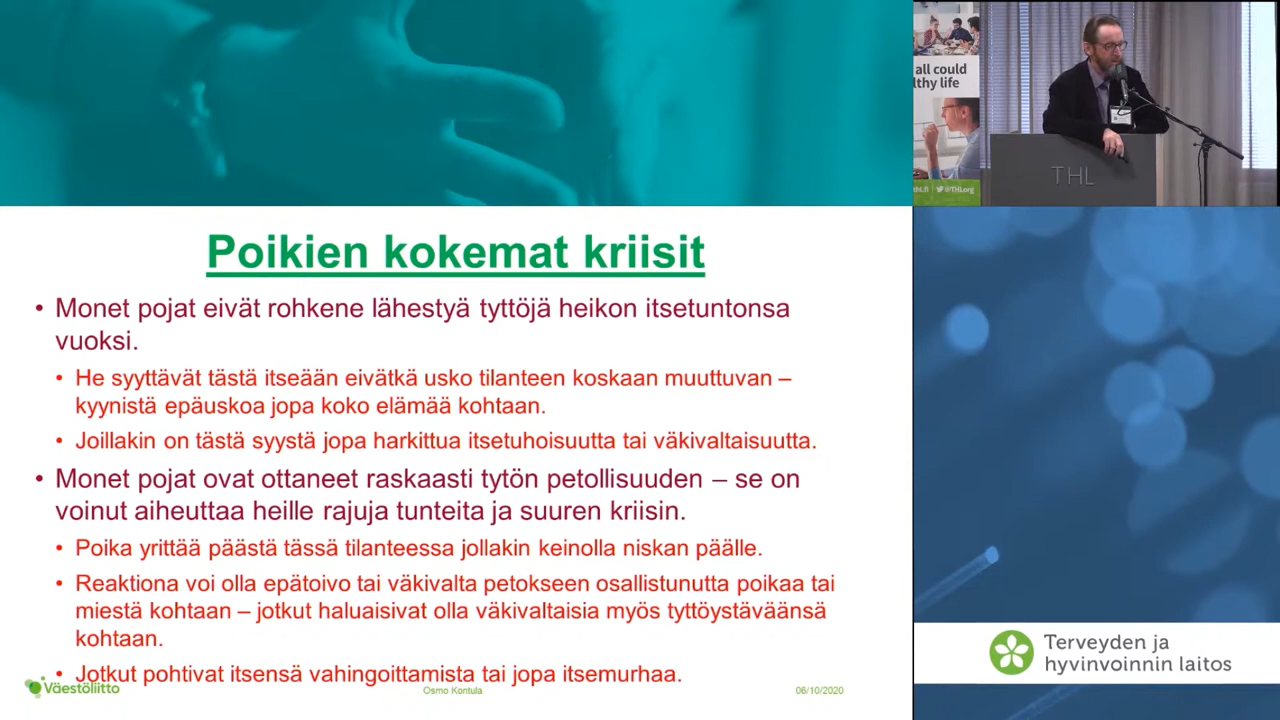 all could
lthy life
thl.fi
@THLorg
THL
Poikien kokemat kriisit
• Monet pojat eivät rohkene lähestyä tyttöjä heikon itsetuntonsa
vuoksi.
• He syyttävät tästä itseään eivätkä usko tilanteen koskaan muuttuvan –
kyynistä epäuskoa jopa koko elämää kohtaan.
• Joillakin on tästä syystä jopa harkittua itsetuhoisuutta tai väkivaltaisuutta.
• Monet pojat ovat ottaneet raskaasti tytön petollisuuden – se on
voinut aiheuttaa heille rajuja tunteita ja suuren kriisin.
• Poika yrittää päästä tässä tilanteessa jollakin keinolla niskan päälle.
• Reaktiona voi olla epätoivo tai väkivalta petokseen osallistunutta poikaa tai
miestä kohtaan – jotkut haluaisivat olla väkivaltaisia myös tyttöystäväänsä
kohtaan.
• Jotkut pohtivat itsensä vahingoittamista tai jopa itsemurhaa.
Väestöliitto
Osmo Kontula
06/10/2020
Terveyden ja
hyvinvoinnin laitos